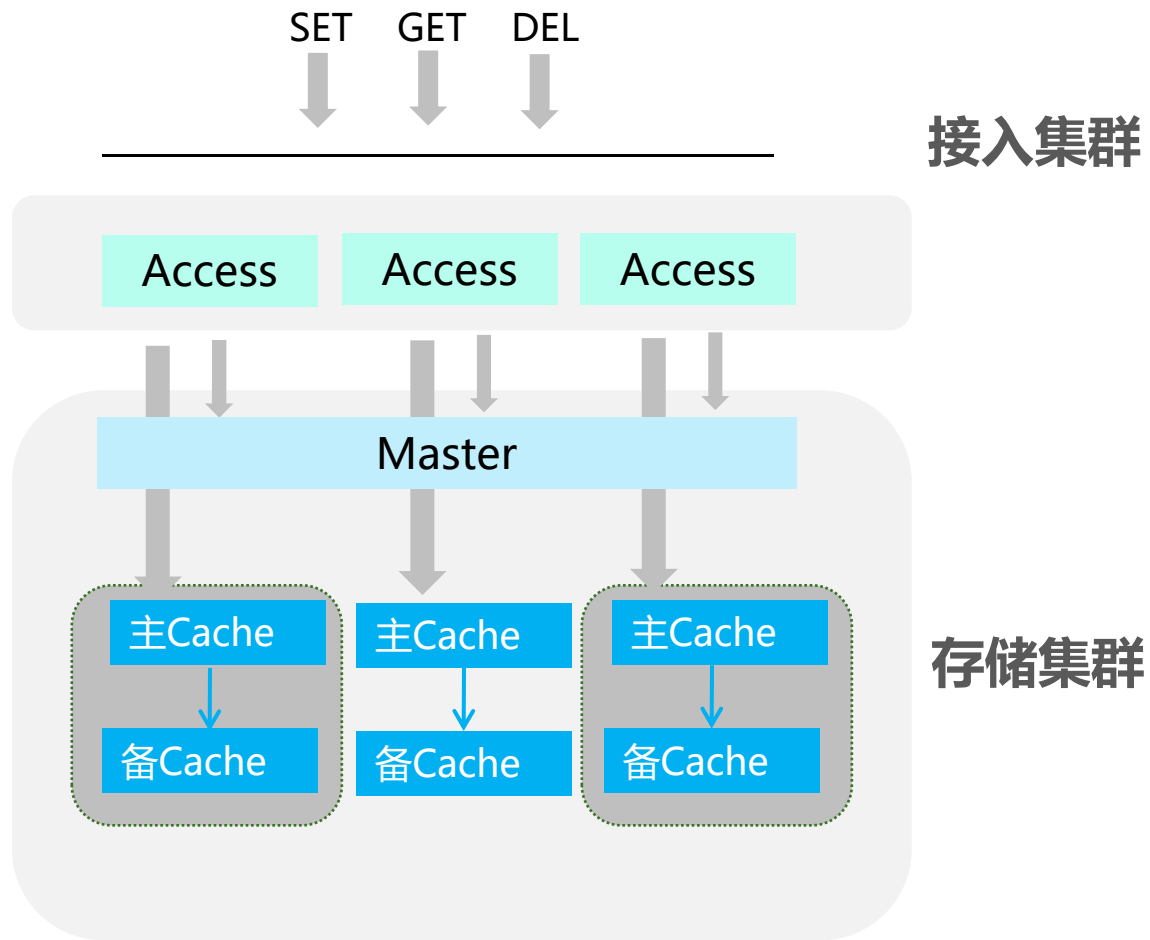 SET GET DEL
接入集群
Access Access Access
Master
主Cache 主Cache 主Cache
存储集群
备Cache 备Cache 备Cache